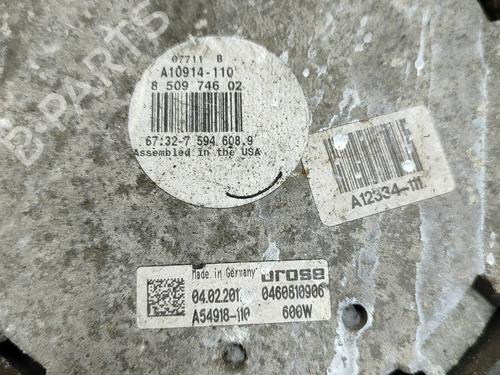 07711 B
A10914-110
8 509 746 02
67.32-7 594 608.9
Assembled in the USA
A12334-111
Made in Germany
Brose
04.02.201
0460810906
A54918-110
600W